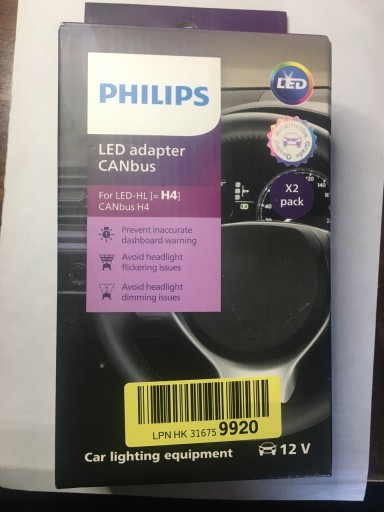 PHILIPS
LED
LED adapter
CANbus
For LED-HL [≈ H4]
CANbus H4
X2
pack
Prevent inaccurate
dashboard warning
Avoid headlight
flickering issues
Avoid headlight
dimming issues
LPN HK 31675 9920
Car lighting equipment
12 V